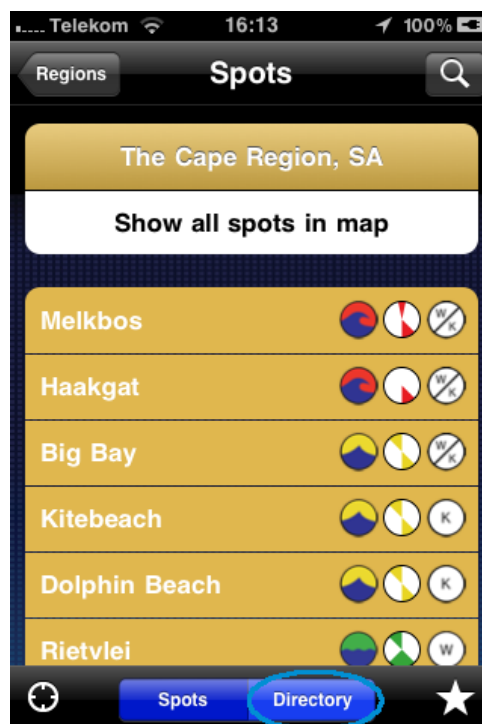 Telekom 16:13 100%
Regions Spots
The Cape Region, SA
Show all spots in map
Melkbos W/K
Haakgat W/K
Big Bay W/K
Kitebeach K
Dolphin Beach K
Rietvlei W
Spots Directory